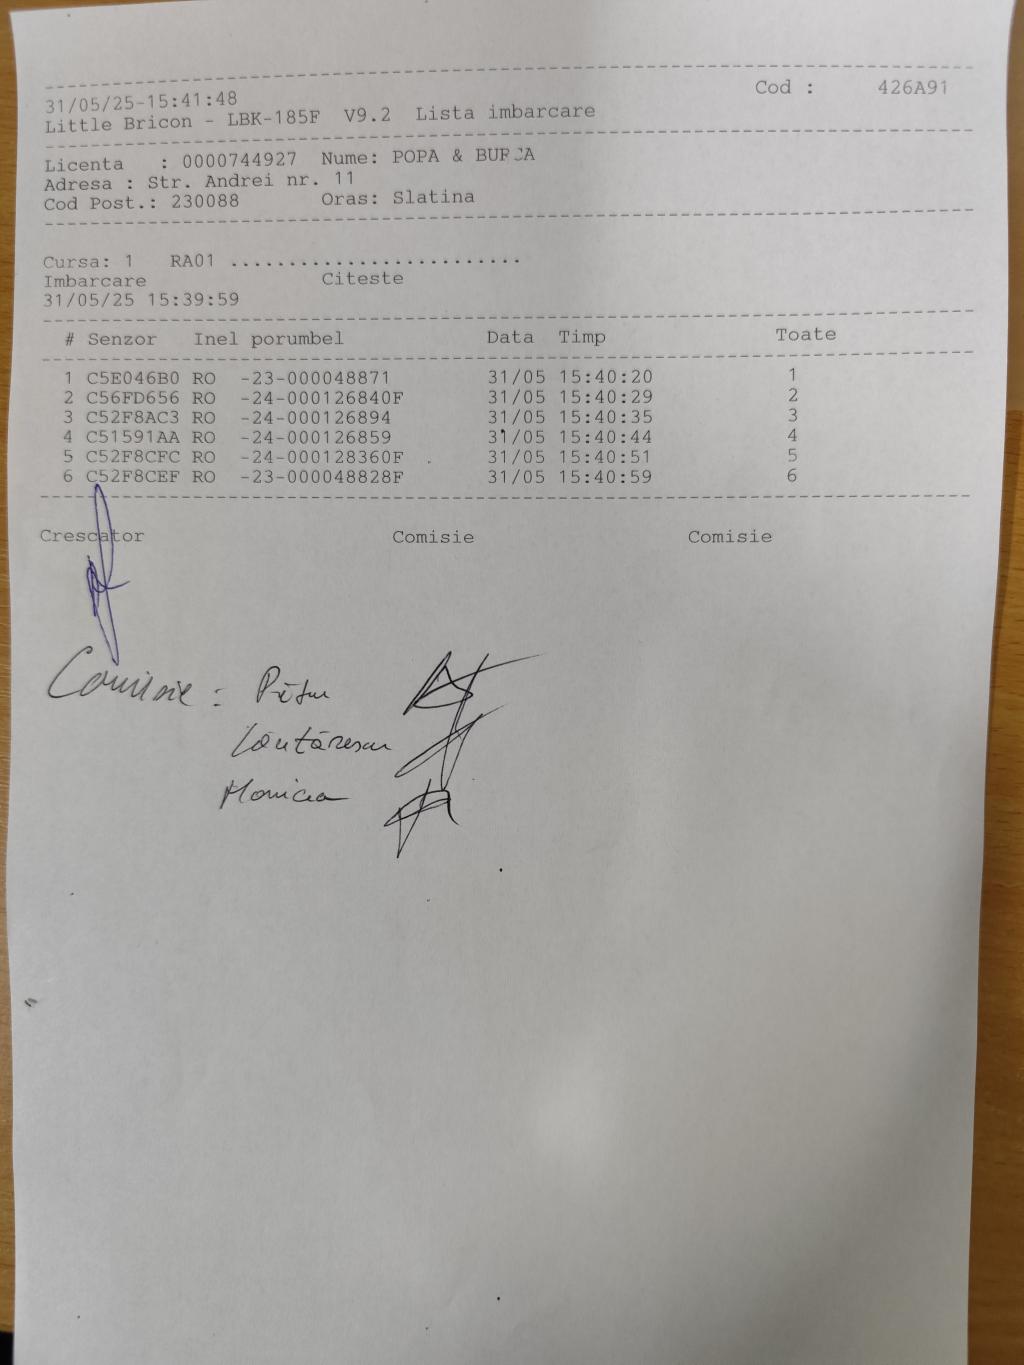 Cod : 426A91
31/05/25-15:41:48
Little Bricon - LBK-185F V9.2 Lista imbarcare
Licenta : 0000744927 Nume: POPA &
Adresa : Str. Andrei nr. 11
Cod Post.: 230088 Oras: Slatina
Cursa: 1 RA01 .........................
Imbarcare Citeste
31/05/25 15:39:59
# Senzor Inel porumbel Data Timp Toate
1 C5E046B0 RO -23-000048871 31/05 15:40:20 1
2 C56FD656 RO -24-000126840F 31/05 15:40:29 2
3 C52F8AC3 RO -24-000126894 31/05 15:40:35 3
4 C51591AA RO -24-000126859 31/05 15:40:44 4
5 C52F8CFC RO -24-000128360F 31/05 15:40:51 5
6 C52F8CEF RO -23-000048828F 31/05 15:40:59 6
Crescator Comisie Comisie
Comisie :